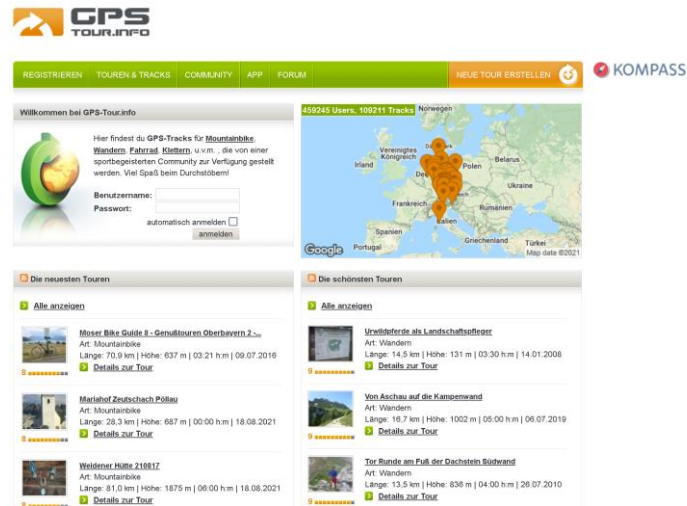 GPS
TOUR.INFO
REGISTRIEREN TOUREN & TRACKS COMMUNITY APP FORUM NEUE TOUR ERSTELLEN
KOMPASS
Willkommen bei GPS-Tour.info
Hier findest du GPS-Tracks für Mountainbike,
Wandern, Fahrrad, Klettern, u.v.m. , die von einer
sportbegeisterten Community zur Verfügung gestellt
werden. Viel Spaß beim Durchstöbern!
Benutzername:
Passwort:
automatisch anmelden
anmelden
459245 Users, 109211 Tracks
Norwegen
Vereinigtes
Königreich
Irland
Polen
Belarus
Ukraine
Frankreich
Rumänien
Italien
Spanien
Portugal
Griechenland
Türkei
Google
Map data ©2021
Die neuesten Touren
Alle anzeigen
Moser Bike Guide 8 - Genußtouren Oberbayern 2 -...
Art: Mountainbike
Länge: 70,9 km | Höhe: 637 m | 03:21 h:m | 09.07.2016
Details zur Tour
8
Mariahof Zeutschach Pöllau
Art: Mountainbike
Länge: 28,3 km | Höhe: 687 m | 00:00 h:m | 18.08.2021
Details zur Tour
8
Weidener Hütte 210817
Art: Mountainbike
Länge: 81,0 km | Höhe: 1875 m | 06:00 h:m | 18.08.2021
Details zur Tour
8
Die schönsten Touren
Alle anzeigen
Urwildpferde als Landschaftspfleger
Art: Wandern
Länge: 14,5 km | Höhe: 131 m | 03:30 h:m | 14.01.2008
Details zur Tour
9
Von Aschau auf die Kampenwand
Art: Wandern
Länge: 16,7 km | Höhe: 1002 m | 05:00 h:m | 06.07.2019
Details zur Tour
9
Tor Runde am Fuß der Dachstein Südwand
Art: Wandern
Länge: 13,5 km | Höhe: 836 m | 04:00 h:m | 26.07.2010
Details zur Tour
9